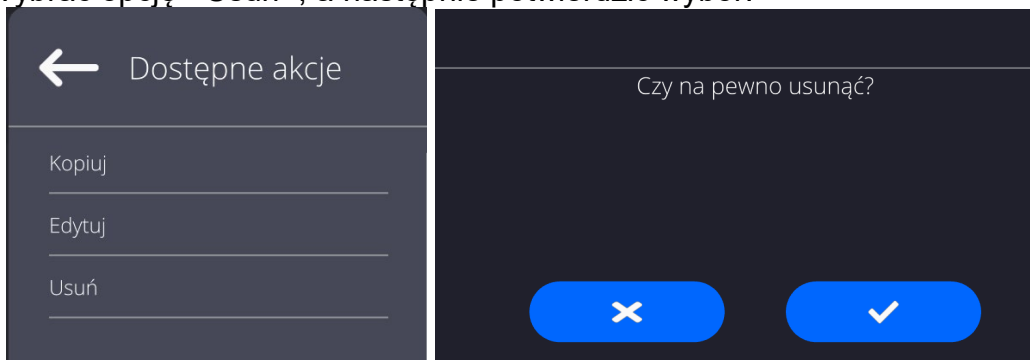 Dostępne akcje
Kopiuj
Edytuj
Usuń
Czy na pewno usunąć?